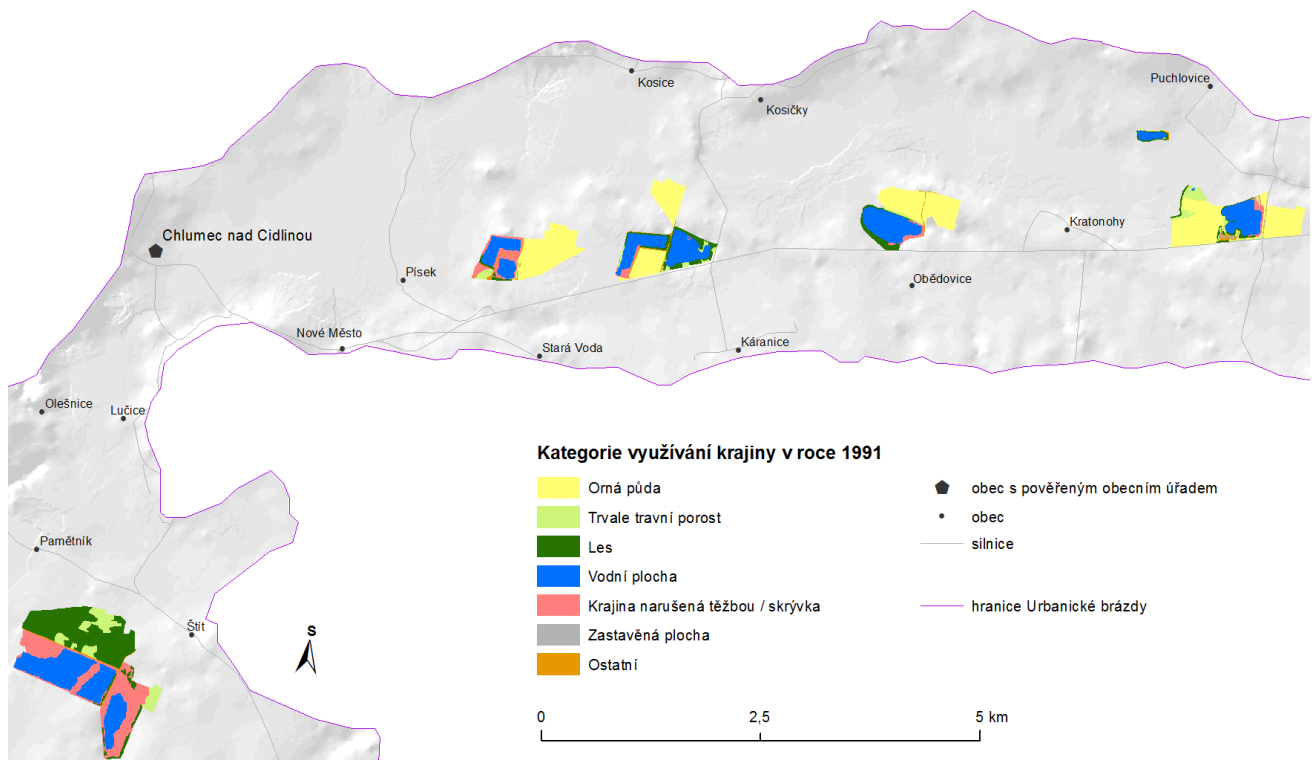 Puchlovice
Kosice
Kosičky
Kratonohy
Chlumec nad Cidlinou
Písek
Obědovice
Nové Město
Stará Voda
Káranice
Olešnice
Lučice
Pamětník
Štít
S
Kategorie využívání krajiny v roce 1991
Orná půda
Trvale travní porost
Les
Vodní plocha
Krajina narušená těžbou / skrývka
Zastavěná plocha
Ostatní
obec s pověřeným obecním úřadem
obec
silnice
hranice Urbanické brázdy
0 2,5 5 km